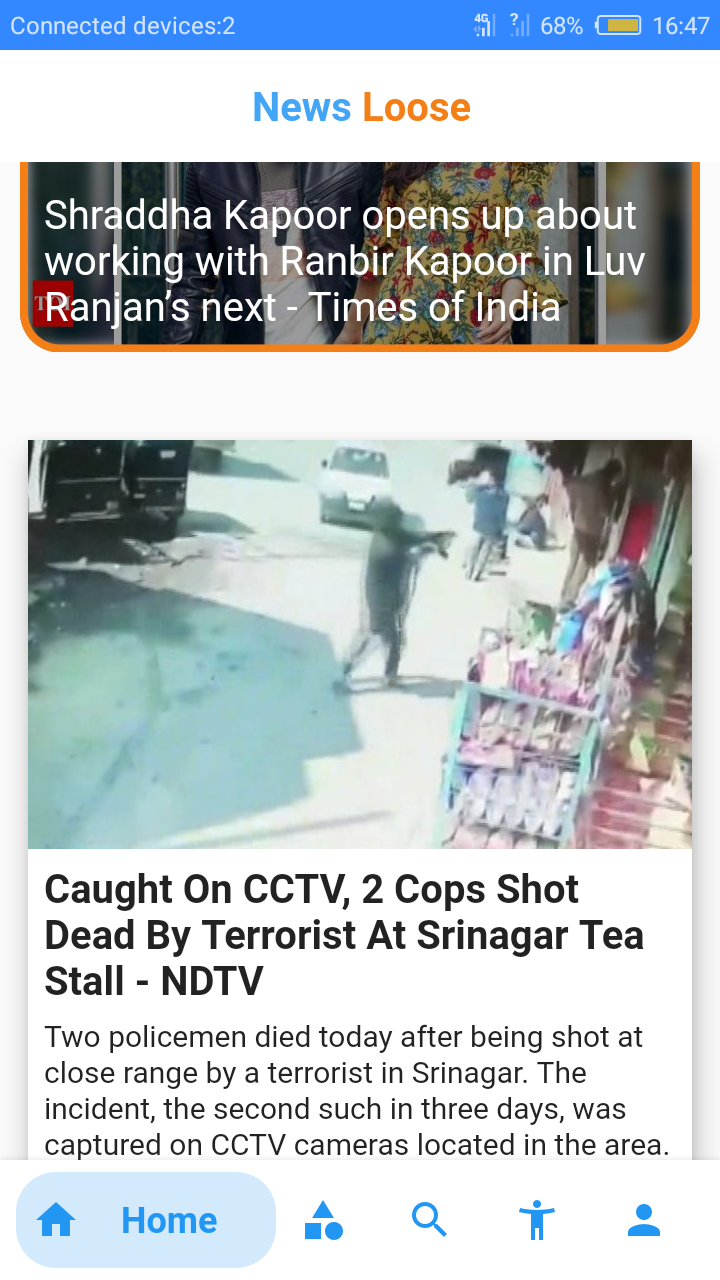 Connected devices:2
4G
?
68%
16:47
News Loose
Shraddha Kapoor opens up about
working with Ranbir Kapoor in Luv
Ranjan's next - Times of India
Caught On CCTV, 2 Cops Shot
Dead By Terrorist At Srinagar Tea
Stall - NDTV
Two policemen died today after being shot at
close range by a terrorist in Srinagar. The
incident, the second such in three days, was
captured on CCTV cameras located in the area.
Home